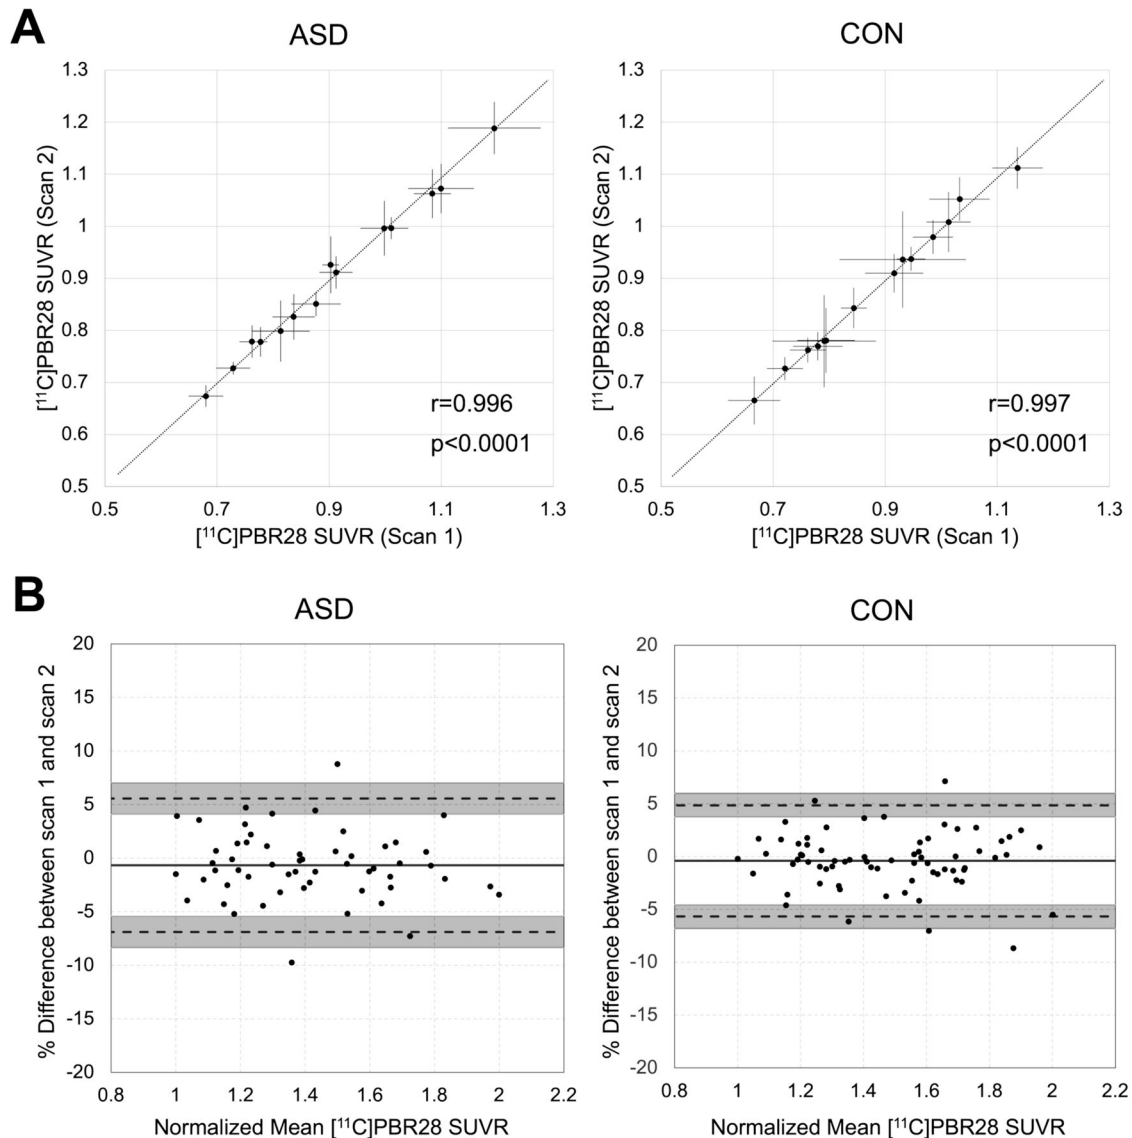 A
ASD
CON
1.3
1.2
1.1
1
0.9
0.8
0.7
0.6
0.5
[¹¹C]PBR28 SUVR (Scan 2)
r=0.996
p<0.0001
0.5 0.7 0.9 1.1 1.3
[¹¹C]PBR28 SUVR (Scan 1)
1.3
1.2
1.1
1
0.9
0.8
0.7
0.6
0.5
[¹¹C]PBR28 SUVR (Scan 2)
r=0.997
p<0.0001
0.5 0.7 0.9 1.1 1.3
[¹¹C]PBR28 SUVR (Scan 1)
B
ASD
CON
20
15
10
5
0
-5
-10
-15
-20
% Difference between scan 1 and scan 2
0.8 1 1.2 1.4 1.6 1.8 2 2.2
Normalized Mean [¹¹C]PBR28 SUVR
20
15
10
5
0
-5
-10
-15
-20
% Difference between scan 1 and scan 2
0.8 1 1.2 1.4 1.6 1.8 2 2.2
Normalized Mean [¹¹C]PBR28 SUVR